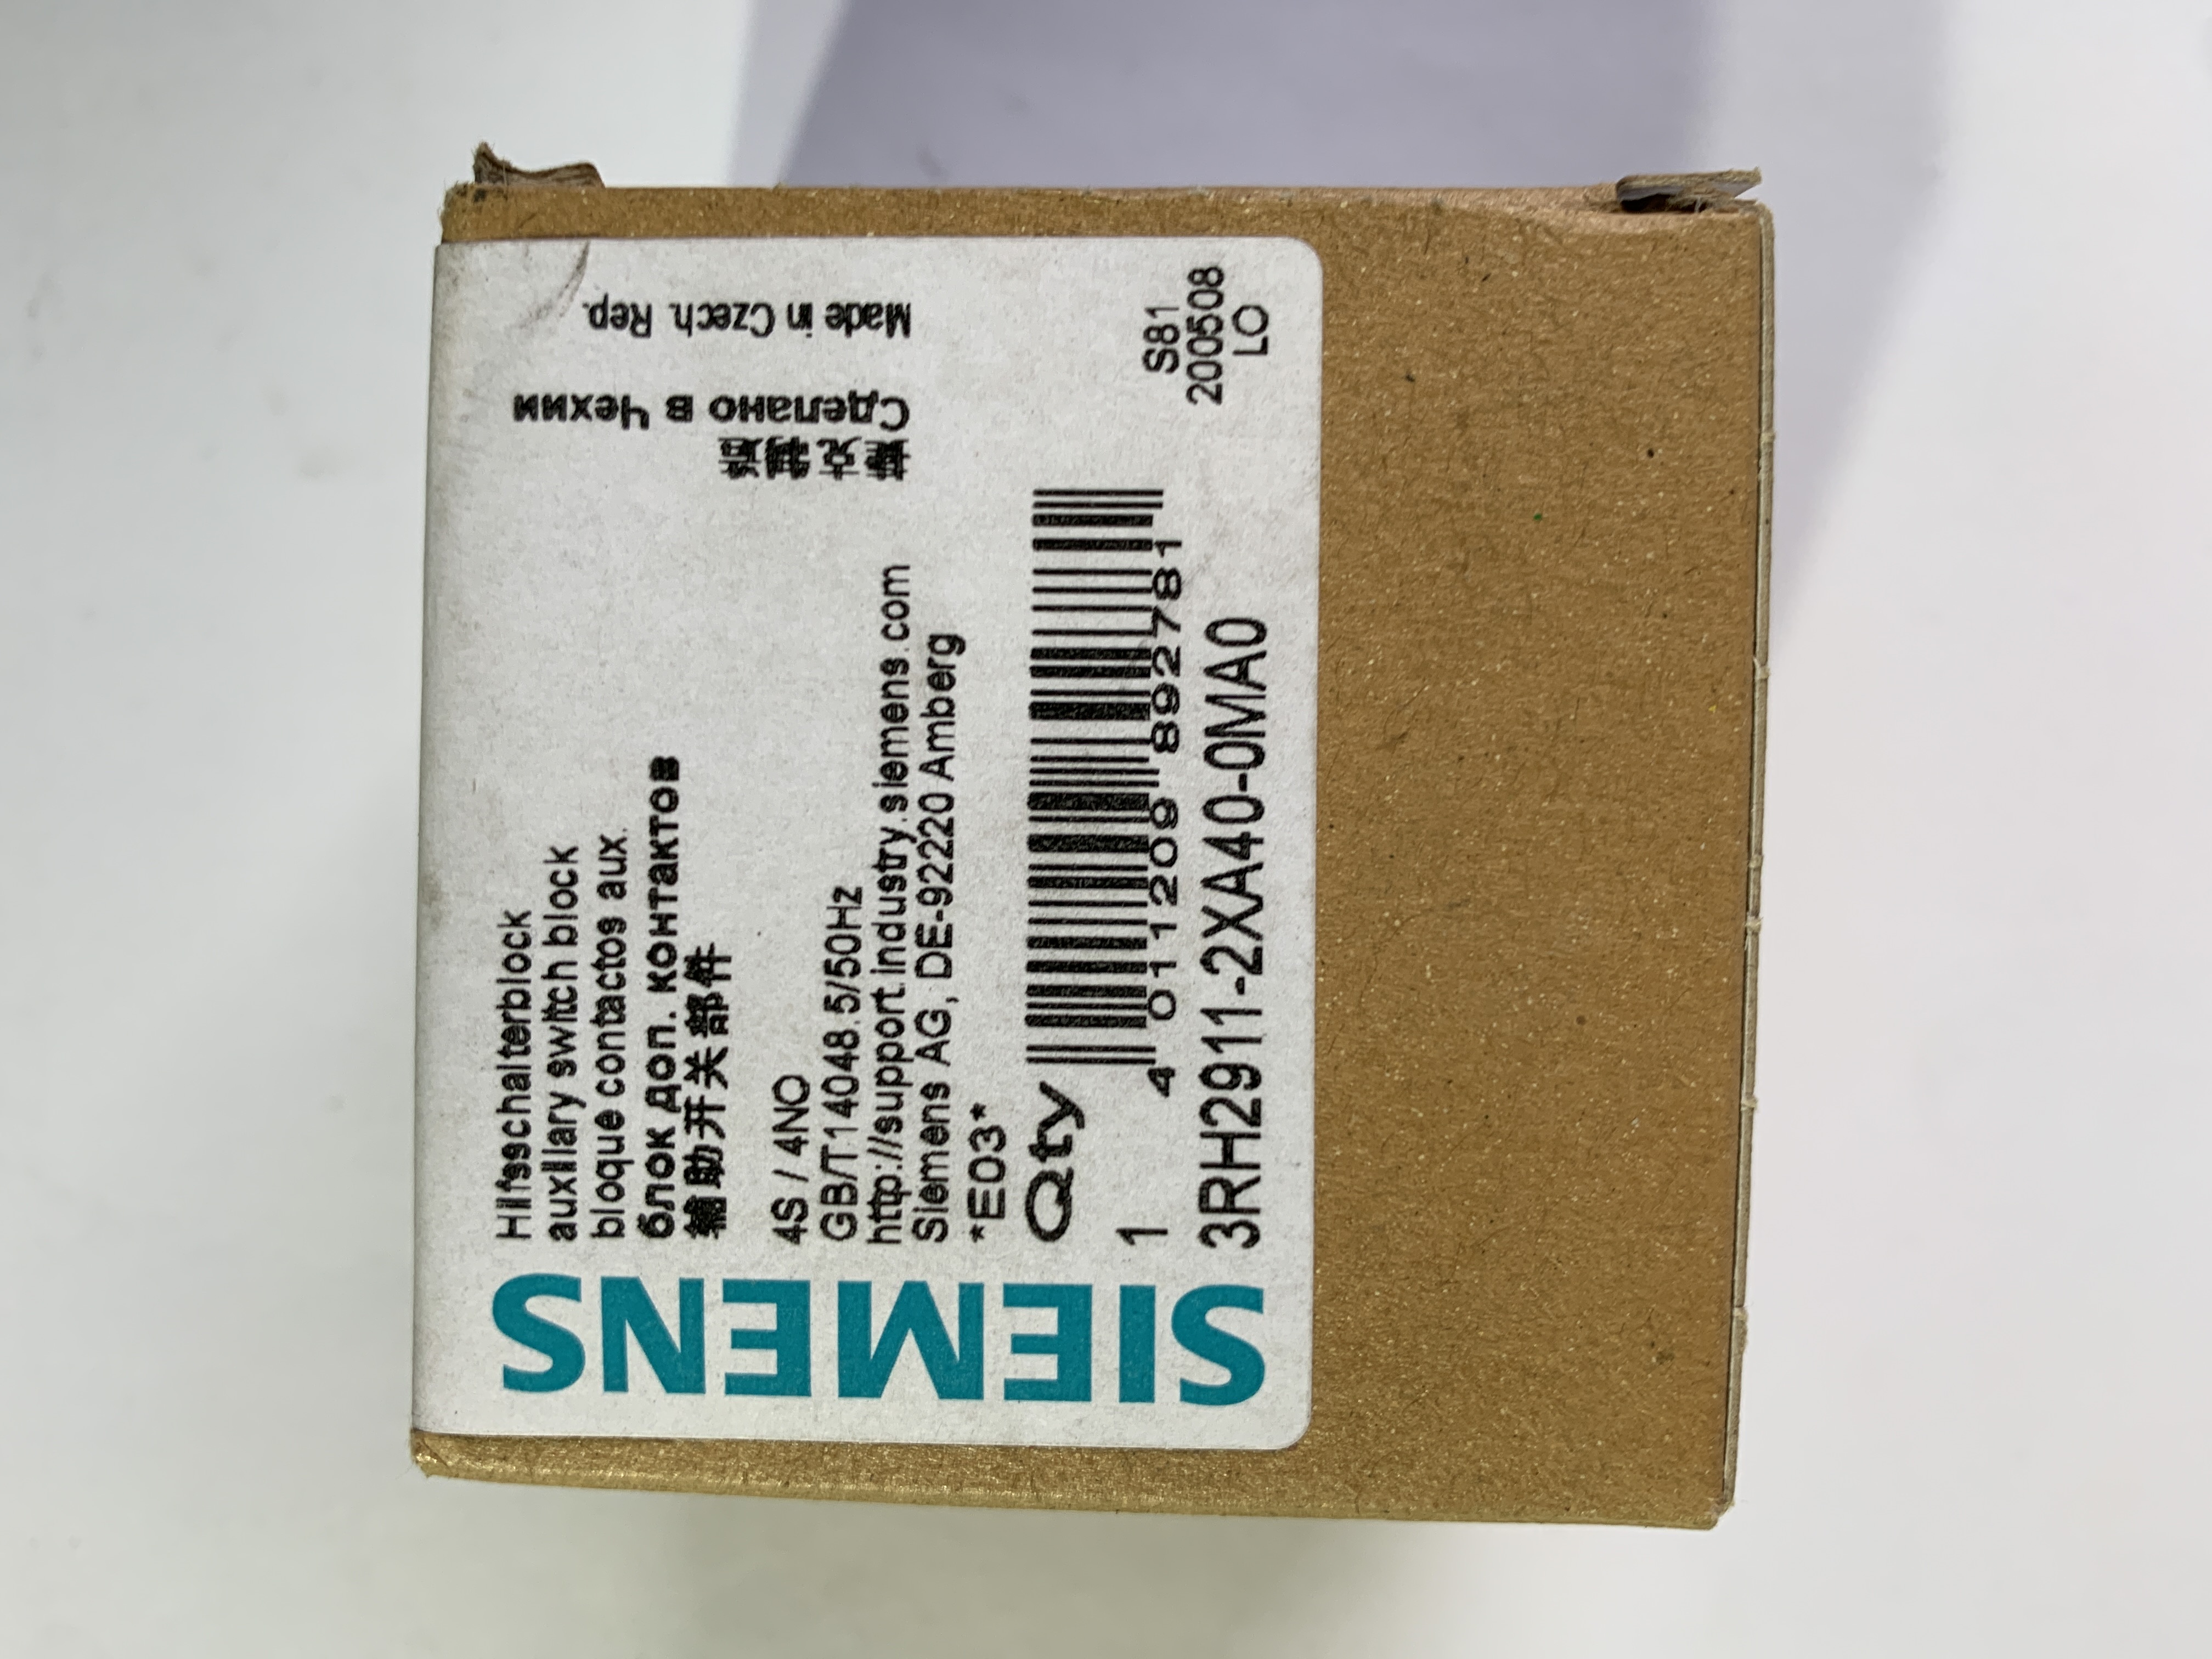 Hilfsschalterblock
auxiliary switch block
bloque contactos aux.
блок доп. контактов
辅助开关部件
4S / 4NO
GB/T14048.5/50Hz
http://support.industry.siemens.com
Siemens AG, DE-92220 Amberg
*E03*
Qty
1
4 011209 892781
3RH2911-2XA40-0MA0
SIEMENS
Made in Czech. Rep.
Сделано в Чехии
捷克制造
S81
200508
LO